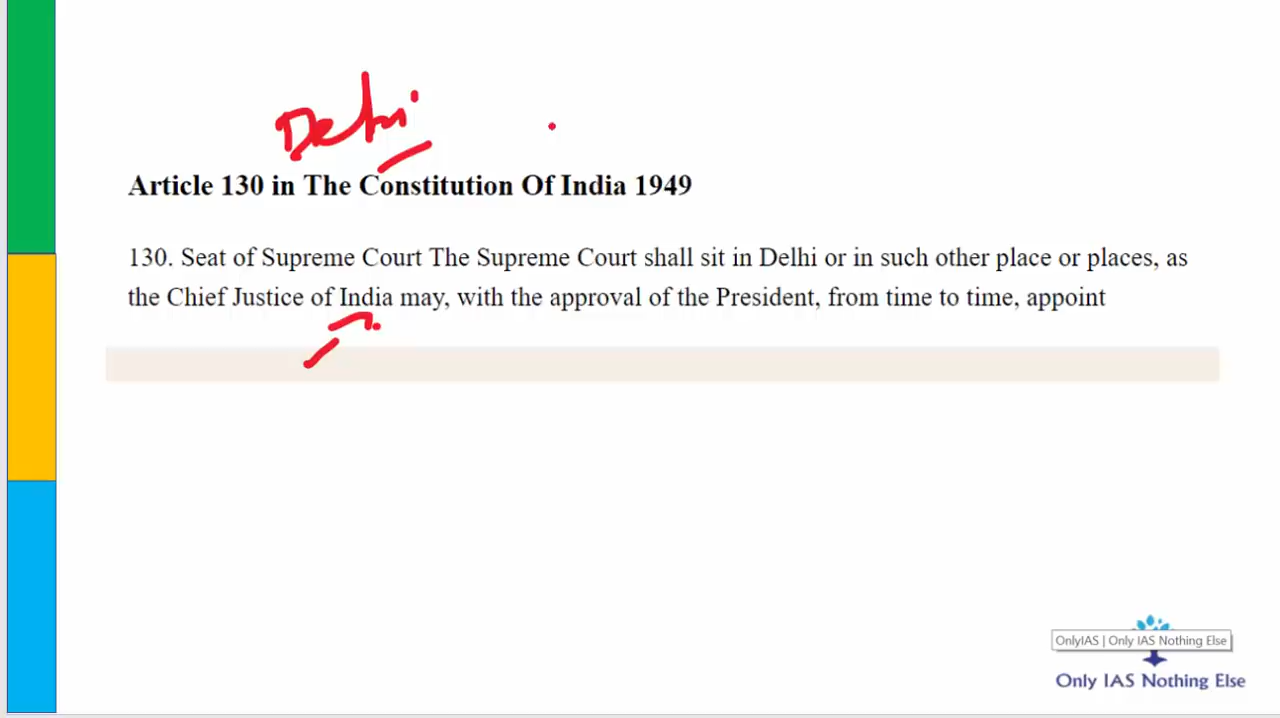 Delhi
Article 130 in The Constitution Of India 1949
130. Seat of Supreme Court The Supreme Court shall sit in Delhi or in such other place or places, as
the Chief Justice of India may, with the approval of the President, from time to time, appoint
OnlyIAS | Only IAS Nothing Else
Only IAS Nothing Else